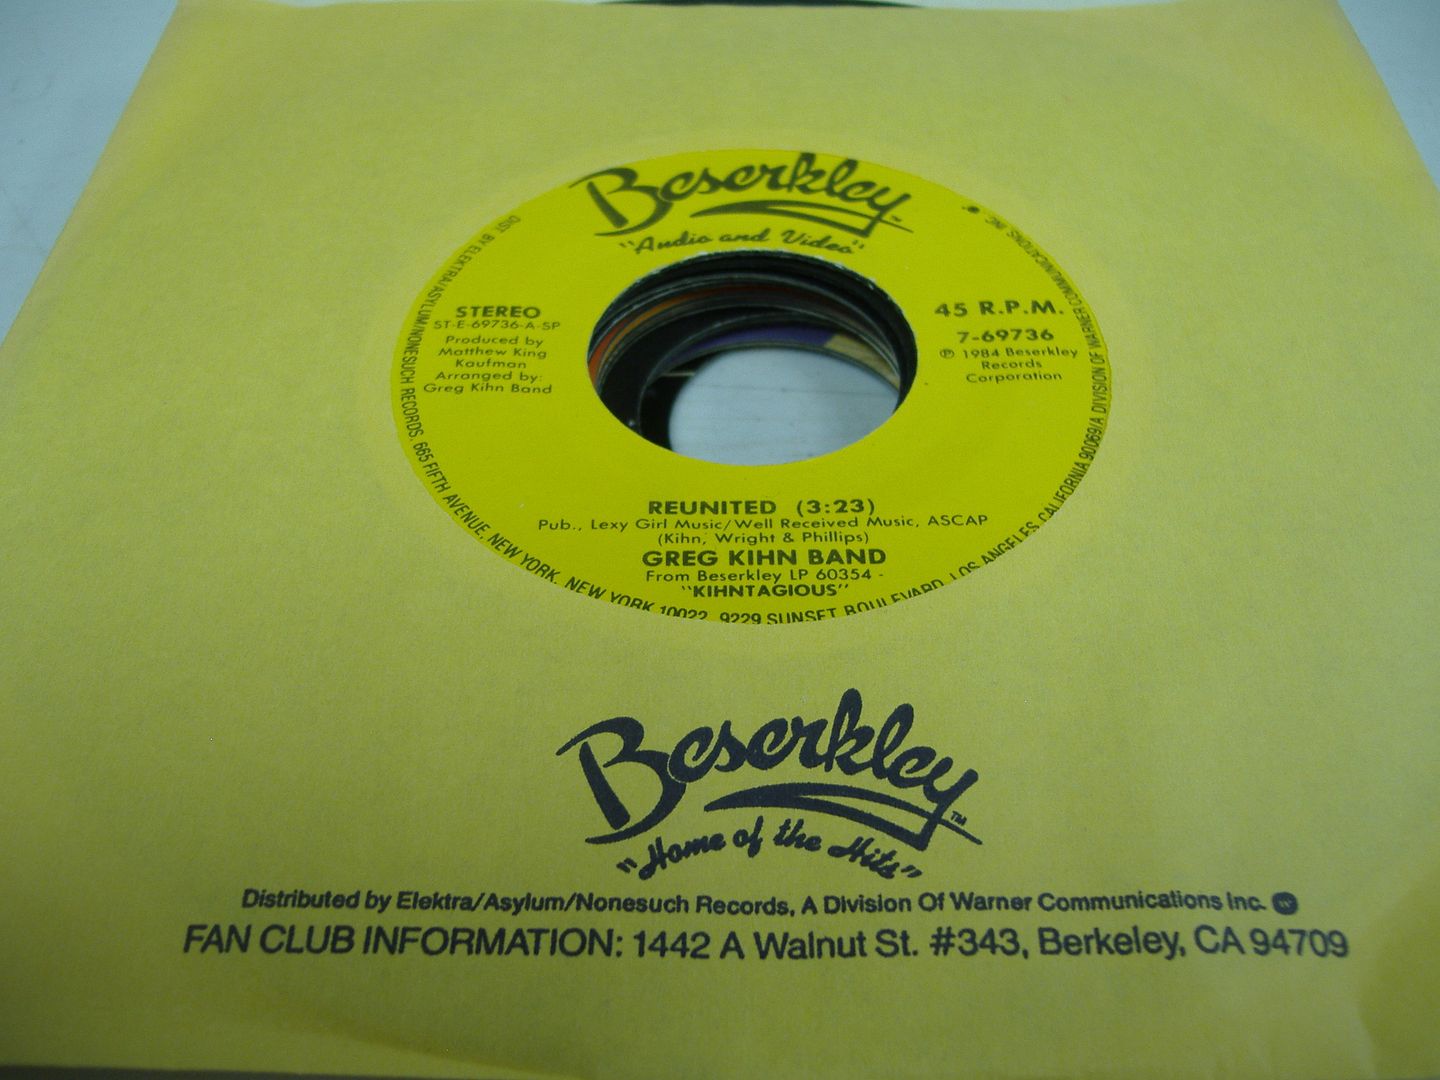 Beserkley™
"Audio and Video"
STEREO
ST-E-69736-A-SP
Produced by
Matthew King
Kaufman
Arranged by:
Greg Kihn Band
45 R.P.M.
7-69736
℗ 1984 Beserkley
Records
Corporation
REUNITED (3:23)
Pub., Lexy Girl Music/Well Received Music, ASCAP
(Kihn, Wright & Phillips)
GREG KIHN BAND
From Beserkley LP 60354 -
"KIHNTAGIOUS"
DIST. BY ELEKTRA/ASYLUM/NONESUCH RECORDS, 665 FIFTH AVENUE, NEW YORK, NEW YORK 10022 9229 SUNSET BOULEVARD, LOS ANGELES, CALIFORNIA 90069/A DIVISION OF WARNER COMMUNICATIONS, INC.
Beserkley™
"Home of the Hits"
Distributed by Elektra/Asylum/Nonesuch Records, A Division Of Warner Communications Inc.
FAN CLUB INFORMATION: 1442 A Walnut St. #343, Berkeley, CA 94709